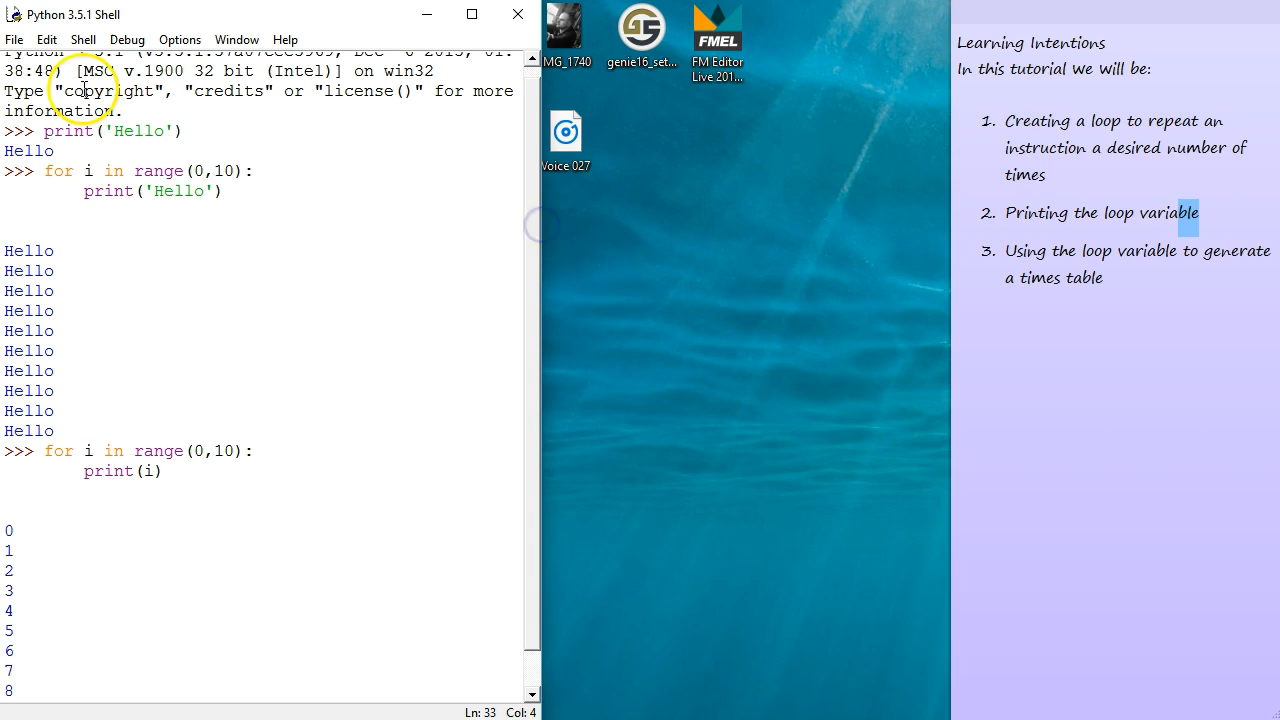 Python 3.5.1 Shell
File Edit Shell Debug Options Window Help
38:48) [MSC v.1900 32 bit (Intel)] on win32
Type "copyright", "credits" or "license()" for more
information.
>>> print('Hello')
Hello
>>> for i in range(0,10):
print('Hello')
Hello
Hello
Hello
Hello
Hello
Hello
Hello
Hello
Hello
Hello
>>> for i in range(0,10):
print(i)
0
1
2
3
4
5
6
7
8
Ln: 33 Col: 4
MG_1740
GS
genie16_set...
FMEL
FM Editor
Live 201...
Voice 027
Learning Intentions
In this tutorial We Will be:
1. Creating a loop to repeat an
instruction a desired number of
times
2. Printing the loop variable
3. Using the loop variable to generate
a times table